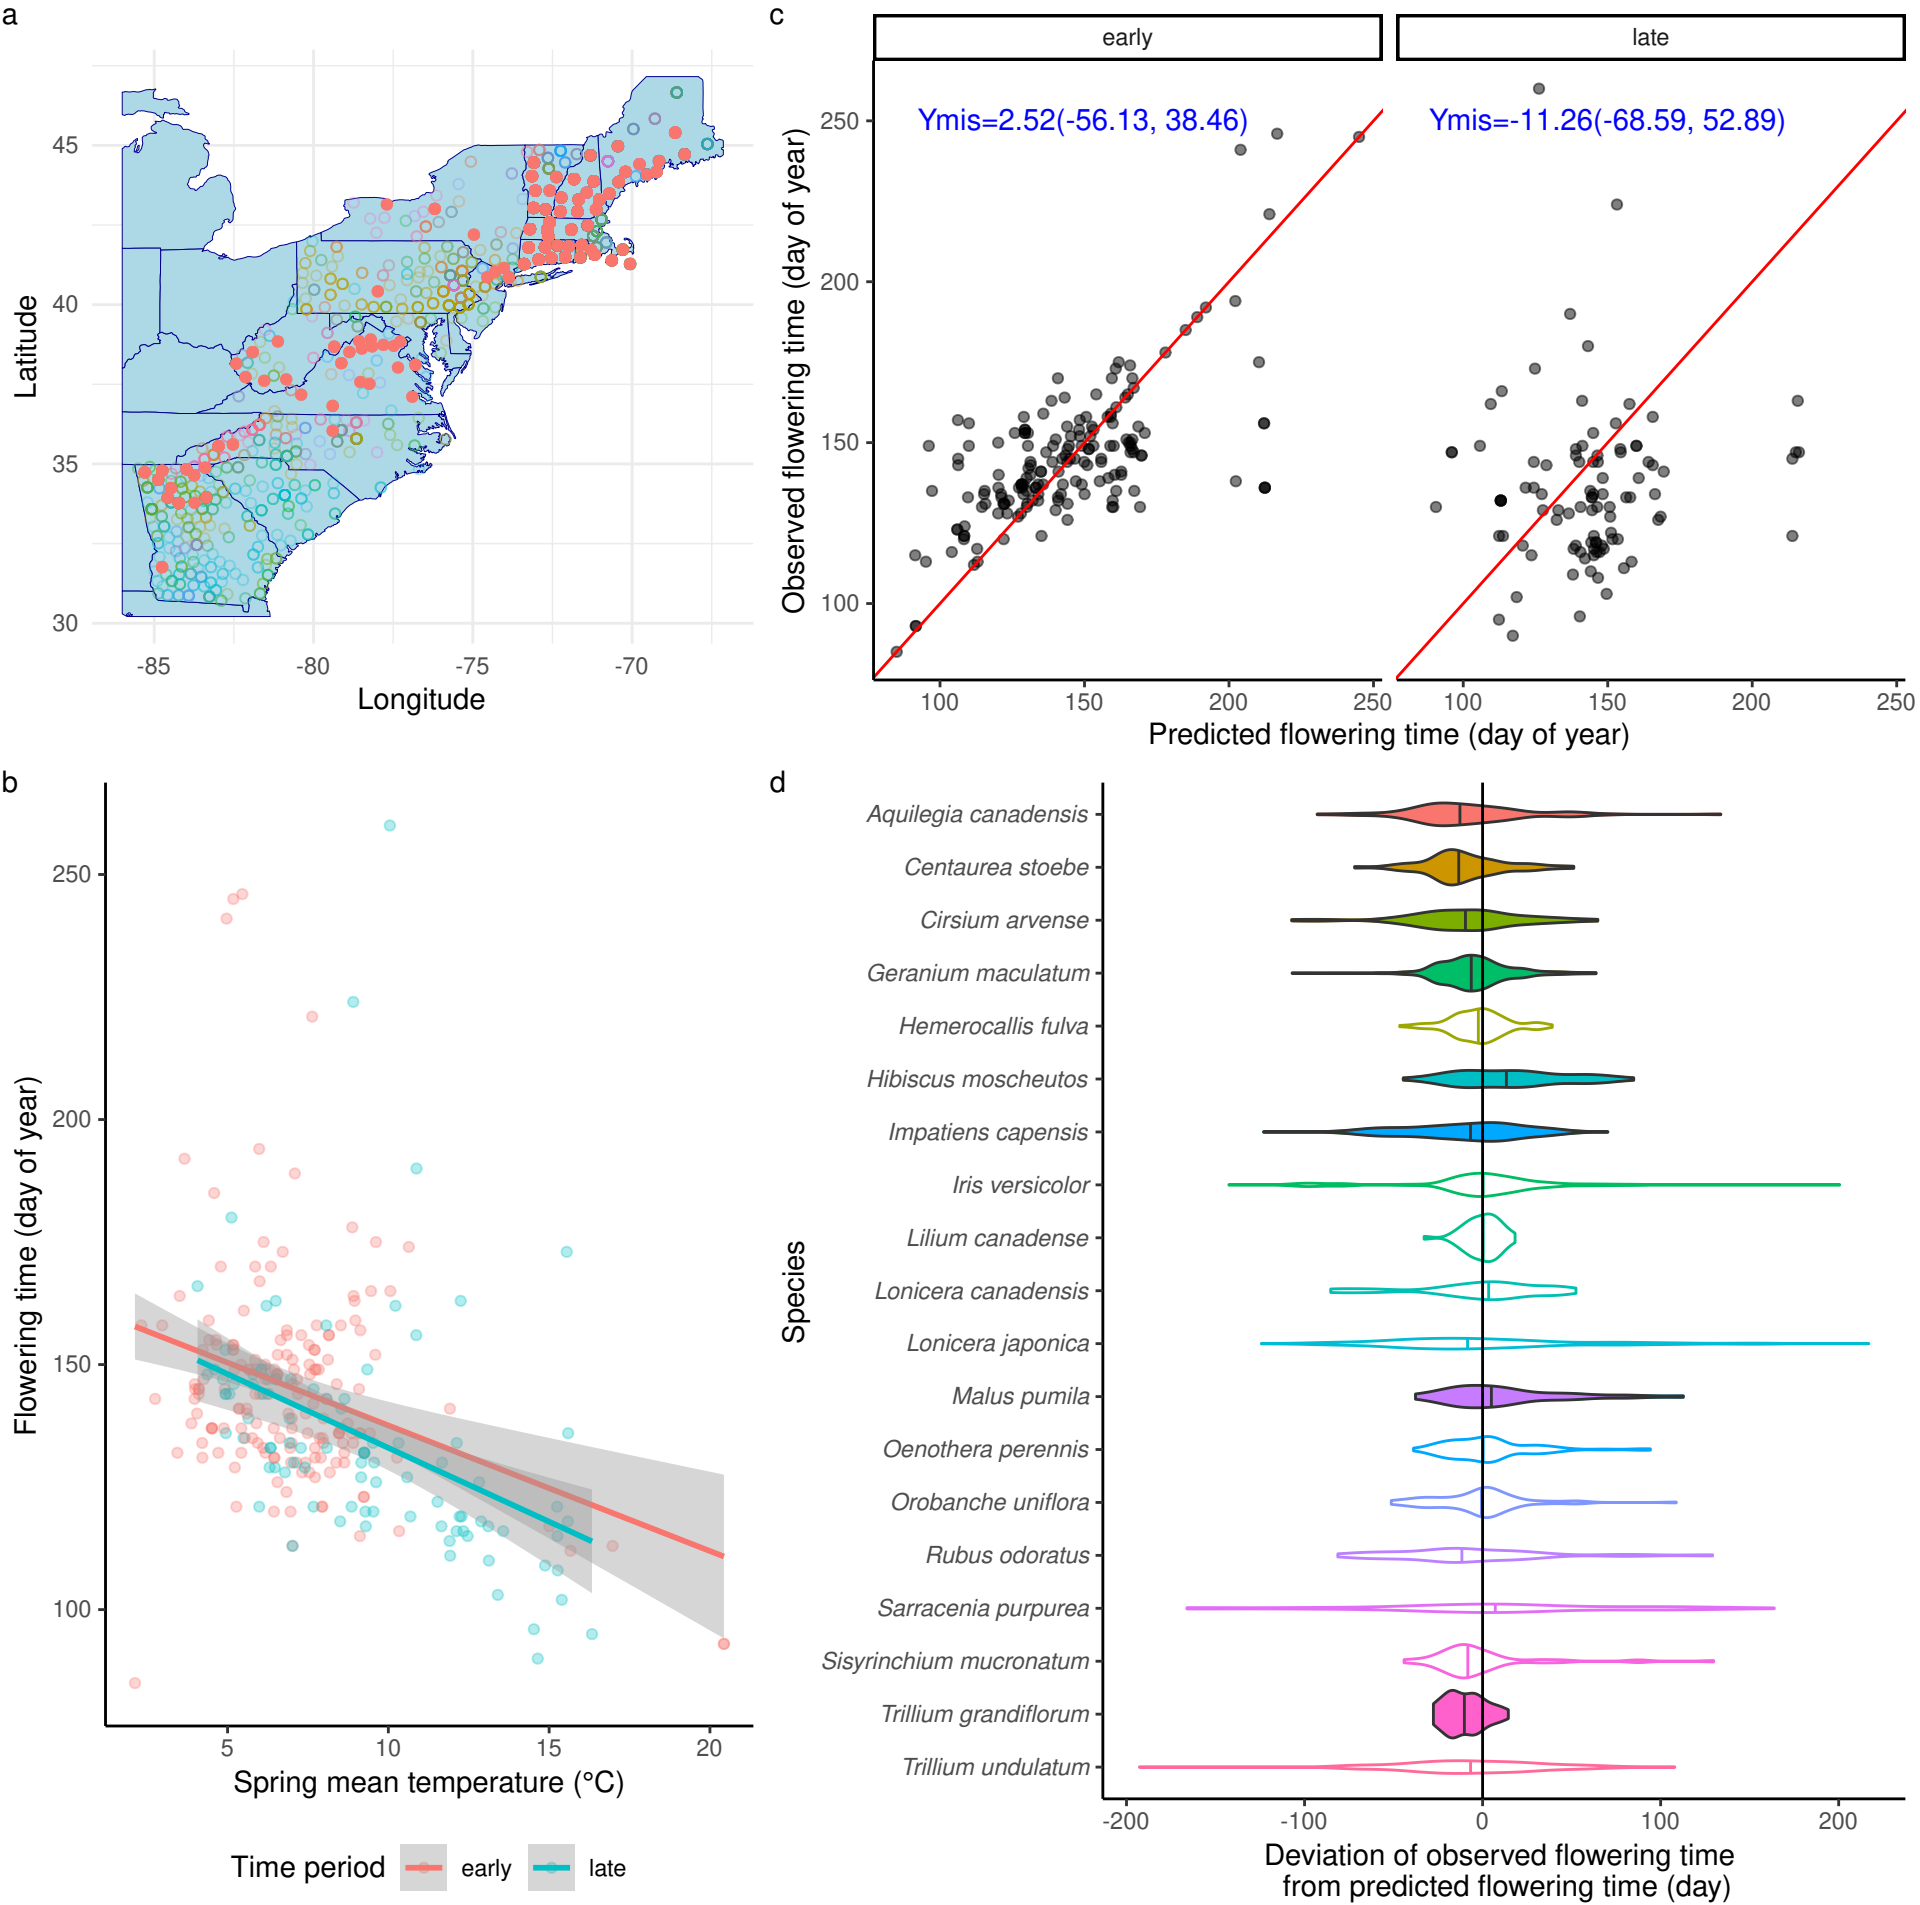 a
45
40
35
30
Latitude
-85 -80 -75 -70
Longitude
c
early late
Ymis=2.52(-56.13, 38.46) Ymis=-11.26(-68.59, 52.89)
250
200
150
100
Observed flowering time (day of year)
100 150 200 250 100 150 200 250
Predicted flowering time (day of year)
b
250
200
150
100
Flowering time (day of year)
5 10 15 20
Spring mean temperature (°C)
Time period early late
d
Species
Aquilegia canadensis
Centaurea stoebe
Cirsium arvense
Geranium maculatum
Hemerocallis fulva
Hibiscus moscheutos
Impatiens capensis
Iris versicolor
Lilium canadense
Lonicera canadensis
Lonicera japonica
Malus pumila
Oenothera perennis
Orobanche uniflora
Rubus odoratus
Sarracenia purpurea
Sisyrinchium mucronatum
Trillium grandiflorum
Trillium undulatum
-200 -100 0 100 200
Deviation of observed flowering time
from predicted flowering time (day)